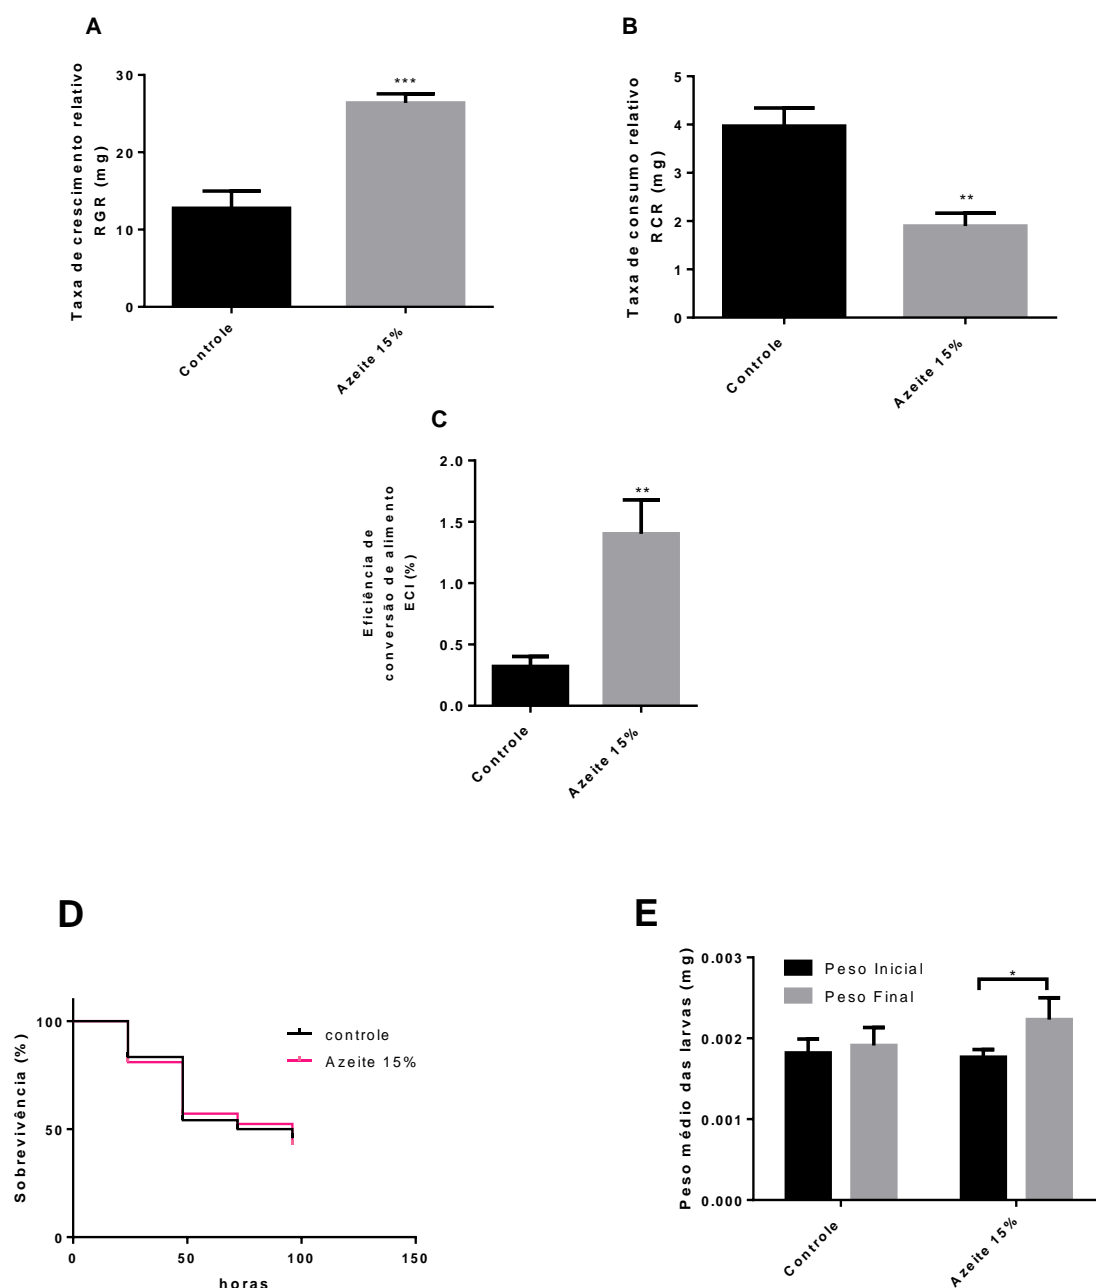 A
Taxa de crescimento relativo
RGR (mg)
30
20
10
0
***
Controle
Azeite 15%
B
Taxa de consumo relativo
RCR (mg)
5
4
3
2
1
0
**
Controle
Azeite 15%
C
Eficiência de
conversão de alimento
ECI (%)
2.0
1.5
1.0
0.5
0.0
**
Controle
Azeite 15%
D
Sobrevivência (%)
100
50
0
controle
Azeite 15%
0 50 100 150
horas
E
Peso médio das larvas (mg)
0.003
0.002
0.001
0.000
Peso Inicial
Peso Final
*
Controle
Azeite 15%